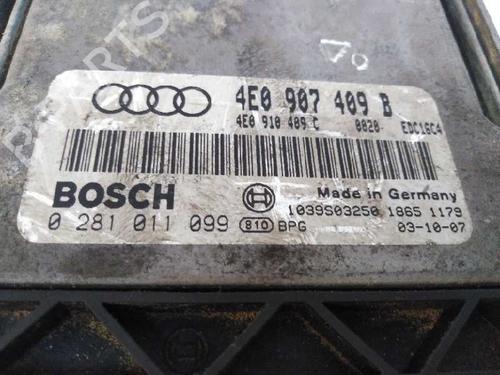 4E0 907 409 B
4E0 910 409 C 0020 EDC16C4
BOSCH
Made in Germany
0 281 011 099 810 BPG
1039S03250 1865 1179
03-10-07